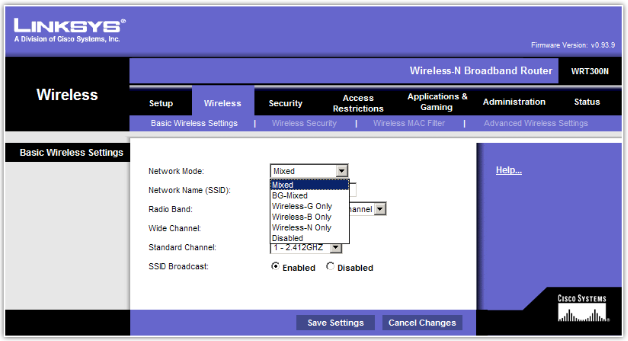 LINKSYS®
A Division of Cisco Systems, Inc.
Firmware Version: v0.93.9
Wireless-N Broadband Router WRT300N
Wireless
Setup Wireless Security Access Restrictions Applications & Gaming Administration Status
Basic Wireless Settings | Wireless Security | Wireless MAC Filter | Advanced Wireless Settings
Basic Wireless Settings
Help...
Network Mode: Mixed
Mixed
BG-Mixed
Wireless-G Only
Wireless-B Only
Wireless-N Only
Disabled
Network Name (SSID):
Radio Band: hannel
Wide Channel:
Standard Channel: 1 - 2.412GHZ
SSID Broadcast: Enabled Disabled
Save Settings Cancel Changes
CISCO SYSTEMS